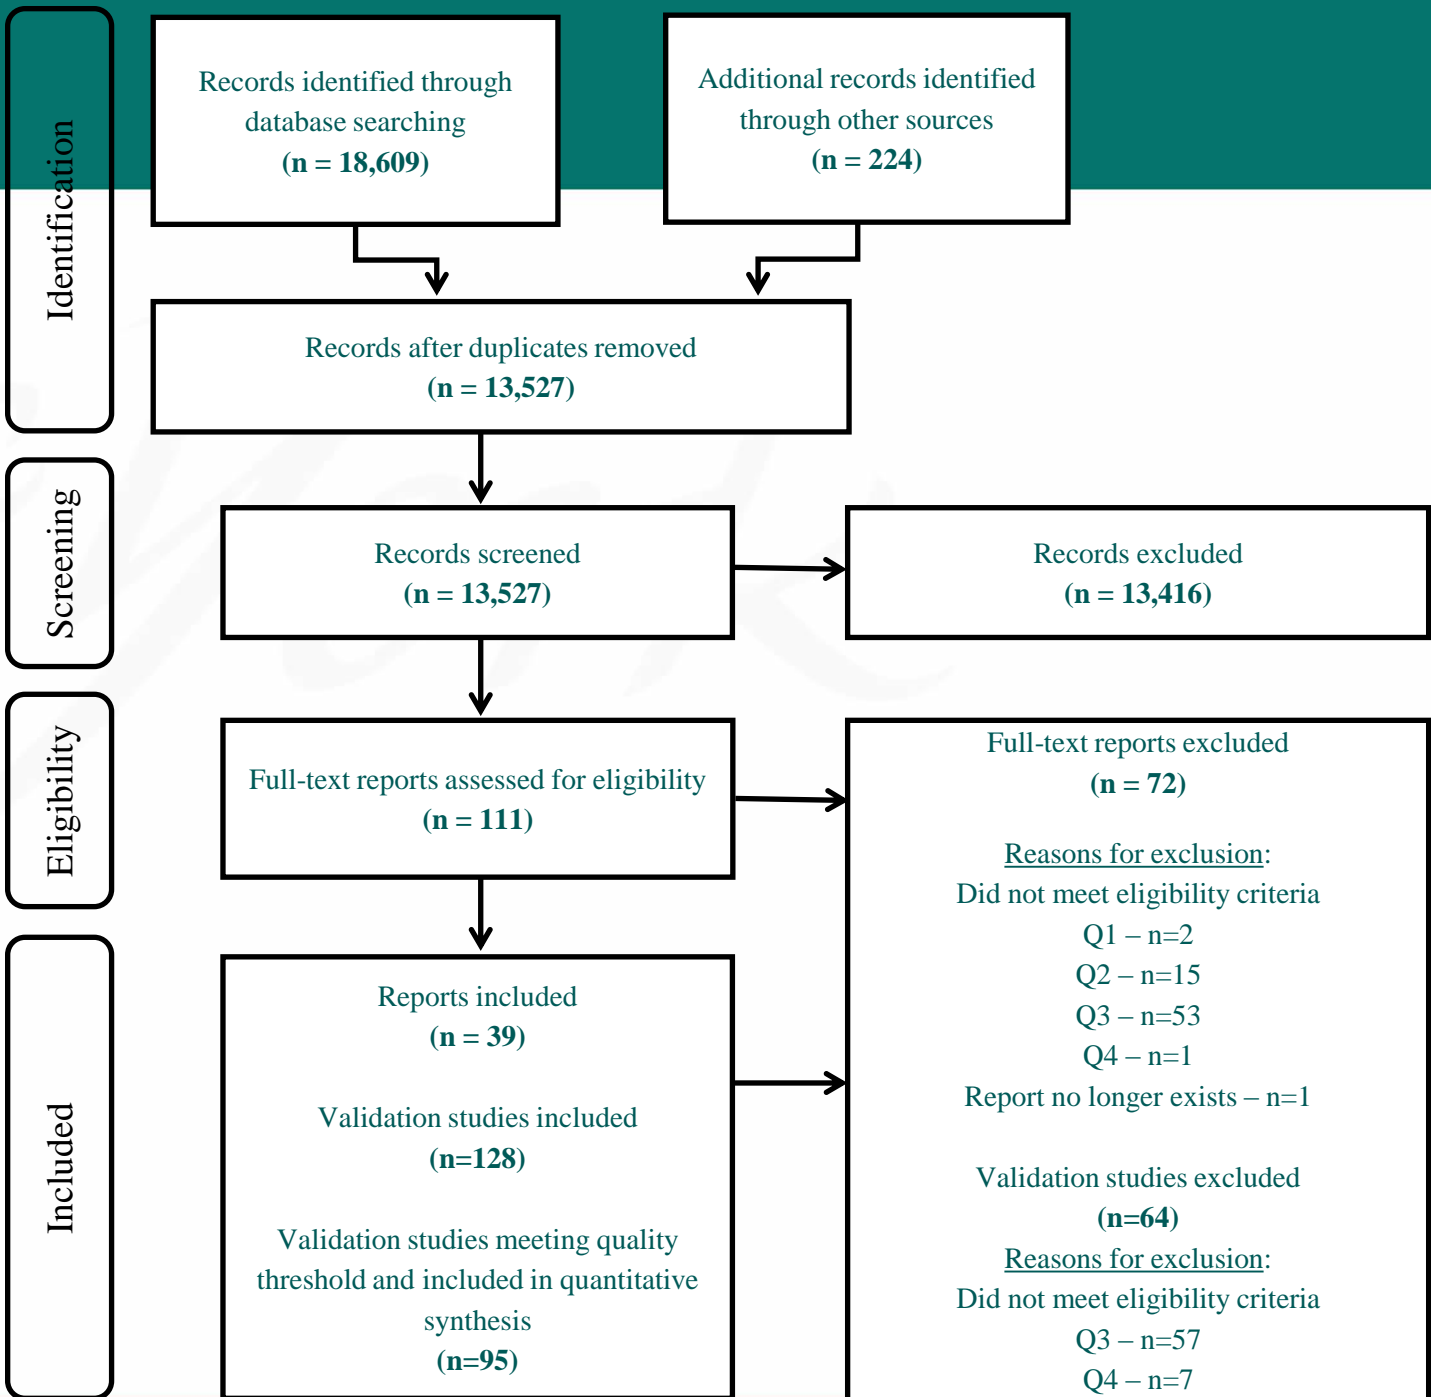 Identification
Records identified through
database searching
(n = 18,609)
Additional records identified
through other sources
(n = 224)
Records after duplicates removed
(n = 13,527)
Screening
Records screened
(n = 13,527)
Records excluded
(n = 13,416)
Eligibility
Full-text reports assessed for eligibility
(n = 111)
Full-text reports excluded
(n = 72)
Reasons for exclusion:
Did not meet eligibility criteria
Q1 – n=2
Q2 – n=15
Q3 – n=53
Q4 – n=1
Report no longer exists – n=1
Validation studies excluded
(n=64)
Reasons for exclusion:
Did not meet eligibility criteria
Q3 – n=57
Q4 – n=7
Included
Reports included
(n = 39)
Validation studies included
(n=128)
Validation studies meeting quality
threshold and included in quantitative
synthesis
(n=95)